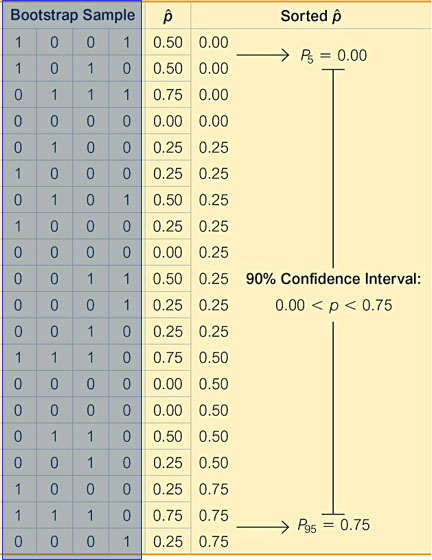 Bootstrap Sample p̂ Sorted p̂
1 0 0 1 0.50 0.00
P5 = 0.00
1 0 1 0 0.50 0.00
0 1 1 1 0.75 0.00
0 0 0 0 0.00 0.00
0 1 0 0 0.25 0.25
1 0 0 0 0.25 0.25
0 1 0 1 0.50 0.25
1 0 0 0 0.25 0.25
0 0 0 0 0.00 0.25
0 0 1 1 0.50 0.25 90% Confidence Interval:
0 0 0 1 0.25 0.25 0.00 < p < 0.75
0 0 1 0 0.25 0.25
1 1 1 0 0.75 0.50
0 0 0 0 0.00 0.50
0 0 0 0 0.00 0.50
0 1 1 0 0.50 0.50
0 0 1 0 0.25 0.50
1 0 0 0 0.25 0.75
1 1 1 0 0.75 0.75
P95 = 0.75
0 0 0 1 0.25 0.75